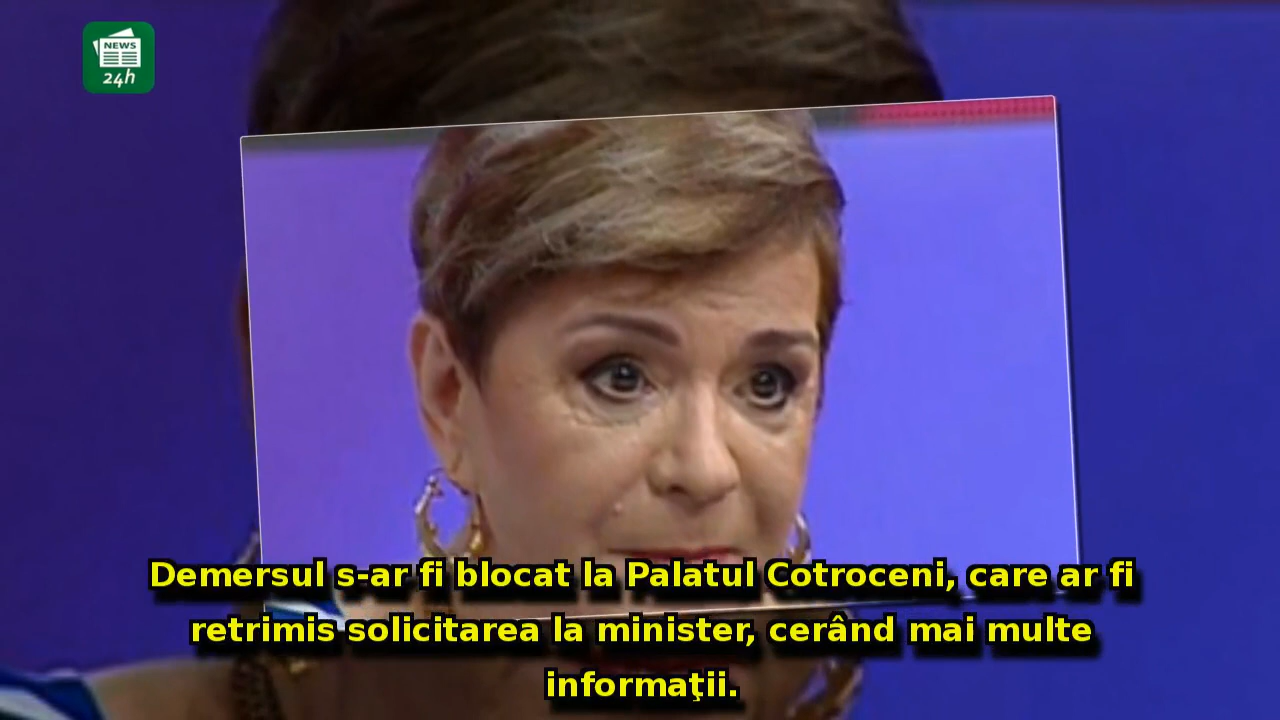 NEWS
24h
Demersul s-ar fi blocat la Palatul Cotroceni, care ar fi
retrimis solicitarea la minister, cerând mai multe
informaţii.